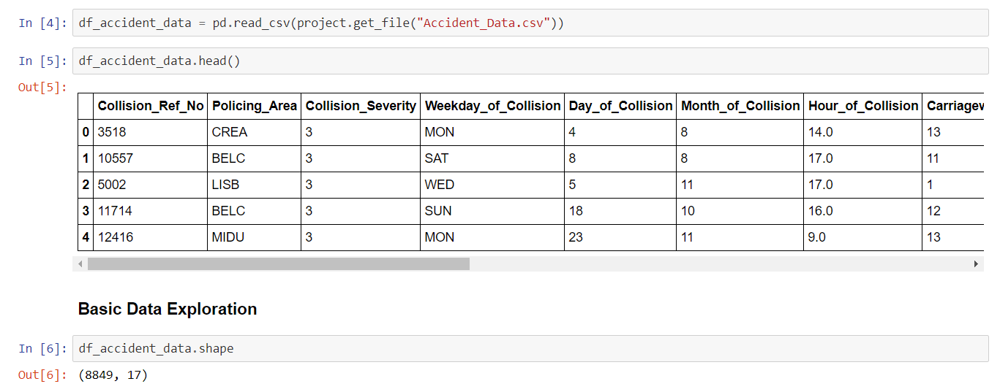 In [4]: df_accident_data = pd.read_csv(project.get_file("Accident_Data.csv"))
In [5]: df_accident_data.head()
Out[5]:
Collision_Ref_No Policing_Area Collision_Severity Weekday_of_Collision Day_of_Collision Month_of_Collision Hour_of_Collision Carriagew
0 3518 CREA 3 MON 4 8 14.0 13
1 10557 BELC 3 SAT 8 8 17.0 11
2 5002 LISB 3 WED 5 11 17.0 1
3 11714 BELC 3 SUN 18 10 16.0 12
4 12416 MIDU 3 MON 23 11 9.0 13
Basic Data Exploration
In [6]: df_accident_data.shape
Out[6]: (8849, 17)